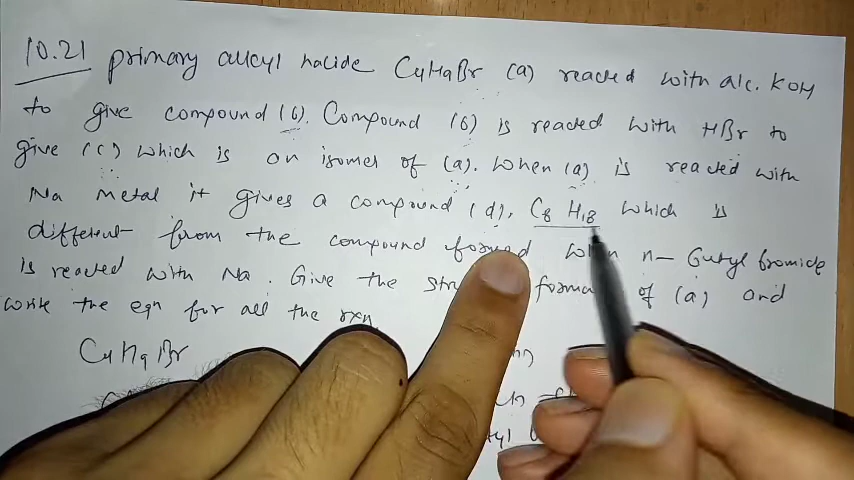 10.21 primary alkyl halide C4H9Br (a) reacted with alc. KOH
to give compound (b). Compound (b) is reacted with HBr to
give (c) which is an isomer of (a). When (a) is reacted with
Na metal it gives a compound (d), C8 H18 which is
different from the compound formed when n- Butyl bromide
is reacted with Na. Give the formula of (a) and
write the eqn for all the rxn
C4H9Br